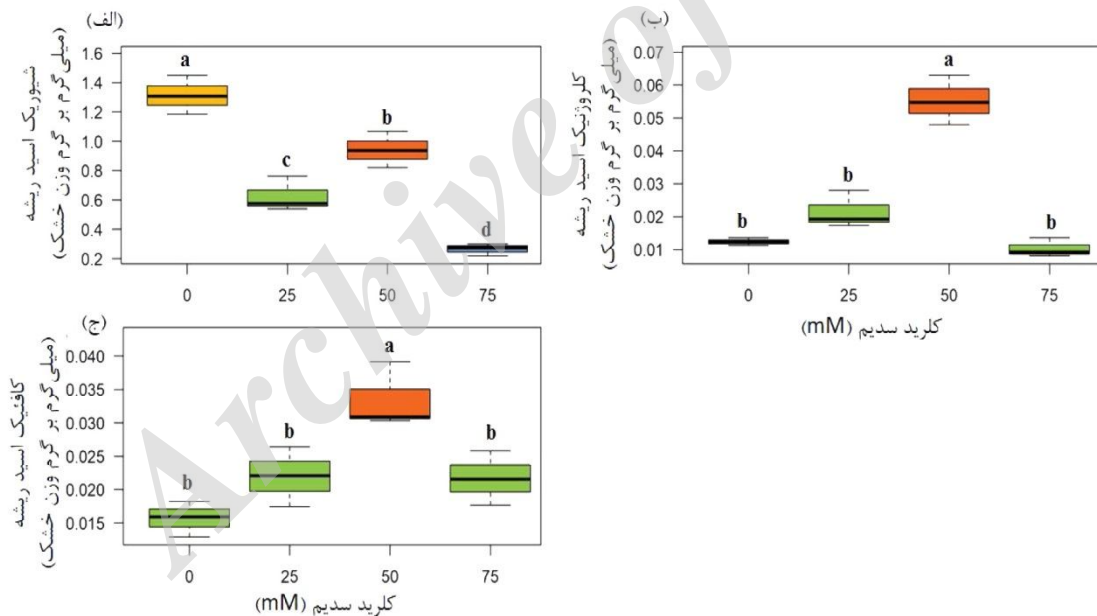 (الف)
شیوریک اسید ریشه
(میلی گرم بر گرم وزن خشک)
1.6
1.4
1.2
1.0
0.8
0.6
0.4
0.2
a
c
b
d
0 25 50 75
(ب)
کلروژنیک اسید ریشه
(میلی گرم بر گرم وزن خشک)
0.07
0.06
0.05
0.04
0.03
0.02
0.01
b
b
a
b
0 25 50 75
کلرید سدیم (mM)
(ج)
کافئیک اسید ریشه
(میلی گرم بر گرم وزن خشک)
0.040
0.035
0.030
0.025
0.020
0.015
b
b
a
b
0 25 50 75
کلرید سدیم (mM)
Archive of